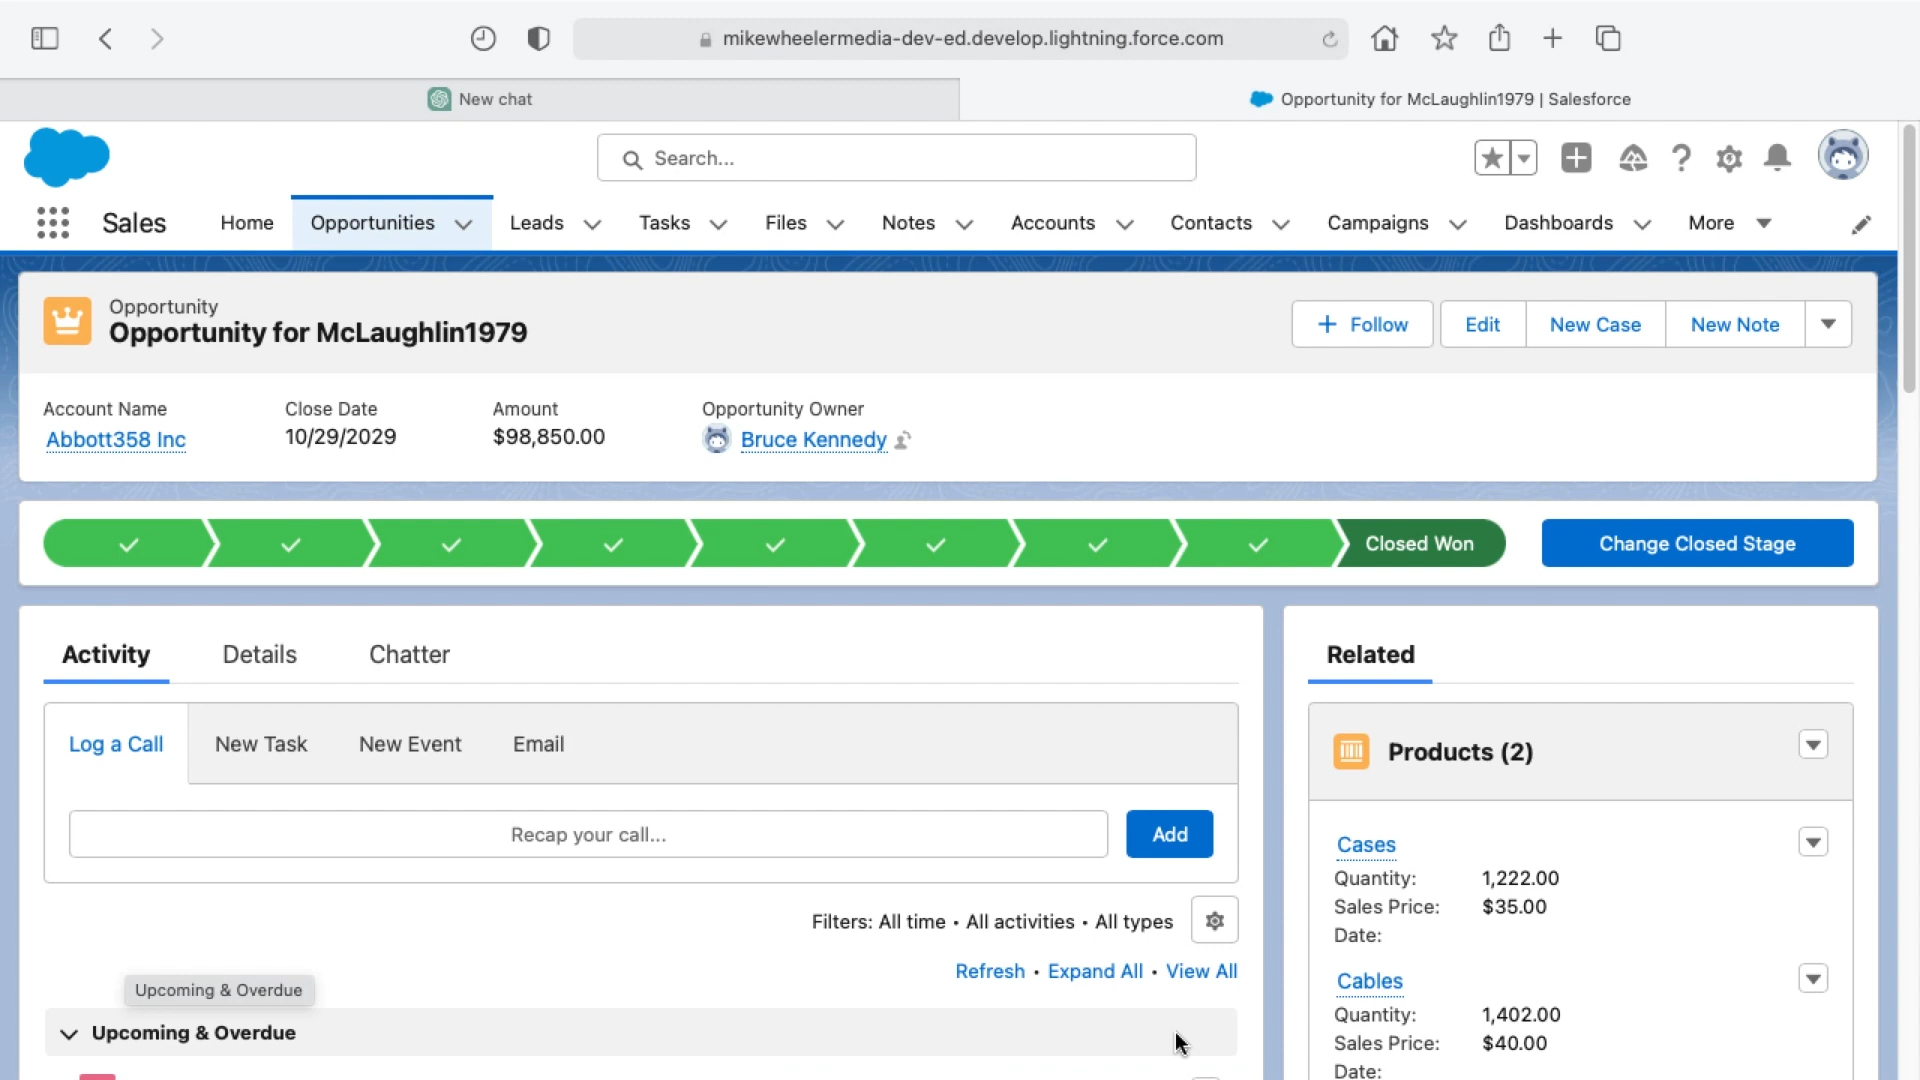 mikewheelermedia-dev-ed.develop.lightning.force.com
New chat
Opportunity for McLaughlin1979 | Salesforce
Search...
Sales Home Opportunities Leads Tasks Files Notes Accounts Contacts Campaigns Dashboards More
Opportunity
Opportunity for McLaughlin1979
+ Follow Edit New Case New Note
Account Name Close Date Amount Opportunity Owner
Abbott358 Inc 10/29/2029 $98,850.00 Bruce Kennedy
Closed Won Change Closed Stage
Activity Details Chatter
Related
Log a Call New Task New Event Email
Products (2)
Recap your call... Add
Cases
Quantity: 1,222.00
Sales Price: $35.00
Date:
Filters: All time • All activities • All types
Refresh • Expand All • View All
Cables
Quantity: 1,402.00
Sales Price: $40.00
Date:
Upcoming & Overdue
Upcoming & Overdue